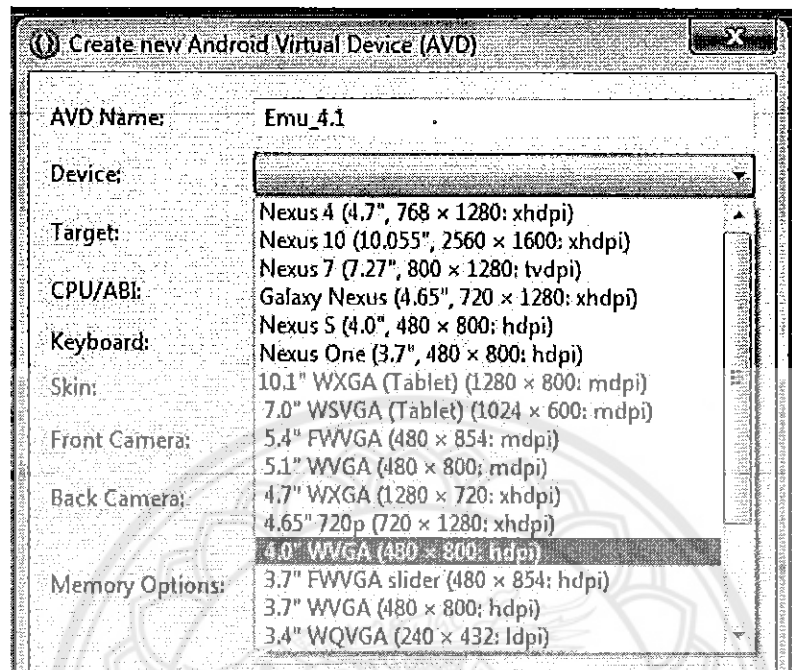 Create new Android Virtual Device (AVD)
AVD Name: Emu_4.1
Device:
Nexus 4 (4.7", 768 × 1280: xhdpi)
Target:
Nexus 10 (10.055", 2560 × 1600: xhdpi)
Nexus 7 (7.27", 800 × 1280: tvdpi)
CPU/ABI:
Galaxy Nexus (4.65", 720 × 1280: xhdpi)
Nexus S (4.0", 480 × 800: hdpi)
Keyboard:
Nexus One (3.7", 480 × 800: hdpi)
Skin:
10.1" WXGA (Tablet) (1280 × 800: mdpi)
7.0" WSVGA (Tablet) (1024 × 600: mdpi)
Front Camera:
5.4" FWVGA (480 × 854: mdpi)
5.1" WVGA (480 × 800: mdpi)
Back Camera:
4.7" WXGA (1280 × 720: xhdpi)
4.65" 720p (720 × 1280: xhdpi)
4.0" WVGA (480 × 800: hdpi)
Memory Options:
3.7" FWVGA slider (480 × 854: hdpi)
3.7" WVGA (480 × 800: hdpi)
3.4" WQVGA (240 × 432: ldpi)